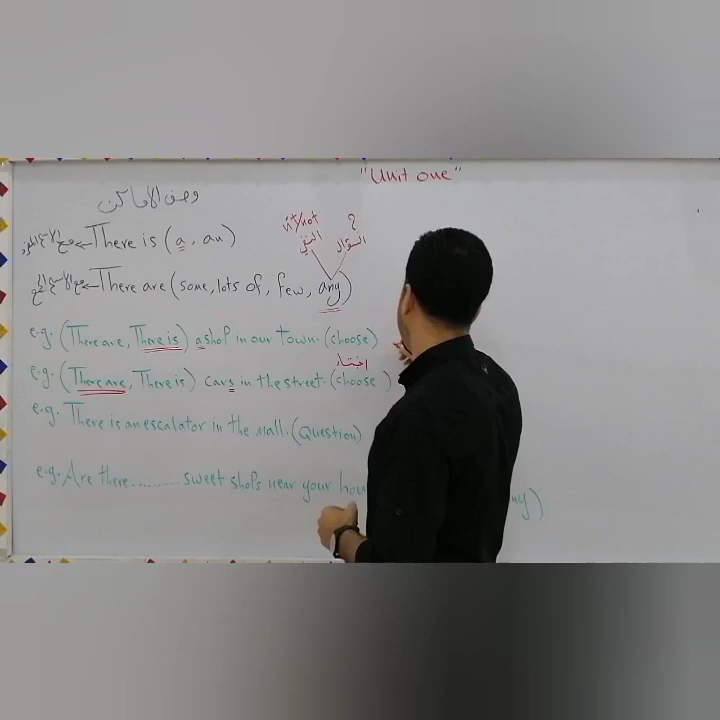 "Unit one"
وصف الأماكن
n't/not ?
النفي السؤال
There is (a, an) ← مع الاسم
There are (some, lots of, few, any) ← مع الاسم
e.g. (There are, There is) a shop in our town. (choose)
اختار
e.g. (There are, There is) cars in the street. (choose)
e.g. There is an escalator in the mall. (Question)
e.g. Are there......... sweet shops near your hou
ny)